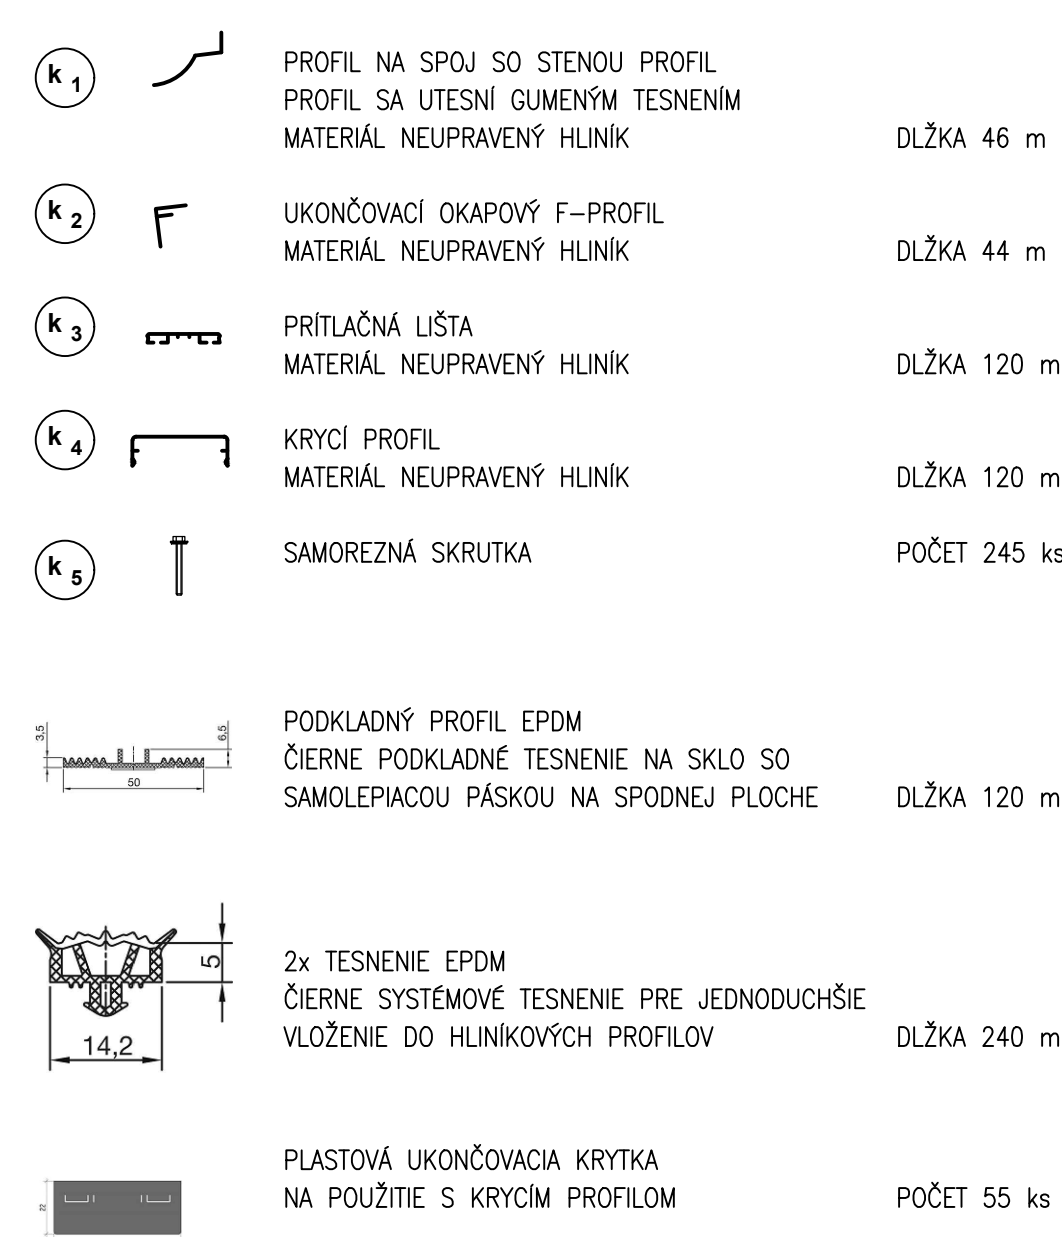 k 1 PROFIL NA SPOJ SO STENOU PROFIL
PROFIL SA UTESNÍ GUMENÝM TESNENÍM
MATERIÁL NEUPRAVENÝ HLINÍK DLŽKA 46 m
k 2 UKONČOVACÍ OKAPOVÝ F-PROFIL
MATERIÁL NEUPRAVENÝ HLINÍK DLŽKA 44 m
k 3 PRÍTLAČNÁ LIŠTA
MATERIÁL NEUPRAVENÝ HLINÍK DLŽKA 120 m
k 4 KRYCÍ PROFIL
MATERIÁL NEUPRAVENÝ HLINÍK DLŽKA 120 m
k 5 SAMOREZNÁ SKRUTKA POČET 245 ks
3,5 6,5 PODKLADNÝ PROFIL EPDM
ČIERNE PODKLADNÉ TESNENIE NA SKLO SO
50 SAMOLEPIACOU PÁSKOU NA SPODNEJ PLOCHE DLŽKA 120 m
5 2x TESNENIE EPDM
ČIERNE SYSTÉMOVÉ TESNENIE PRE JEDNODUCHŠIE
14,2 VLOŽENIE DO HLINÍKOVÝCH PROFILOV DLŽKA 240 m
PLASTOVÁ UKONČOVACIA KRYTKA
22 NA POUŽITIE S KRYCÍM PROFILOM POČET 55 ks